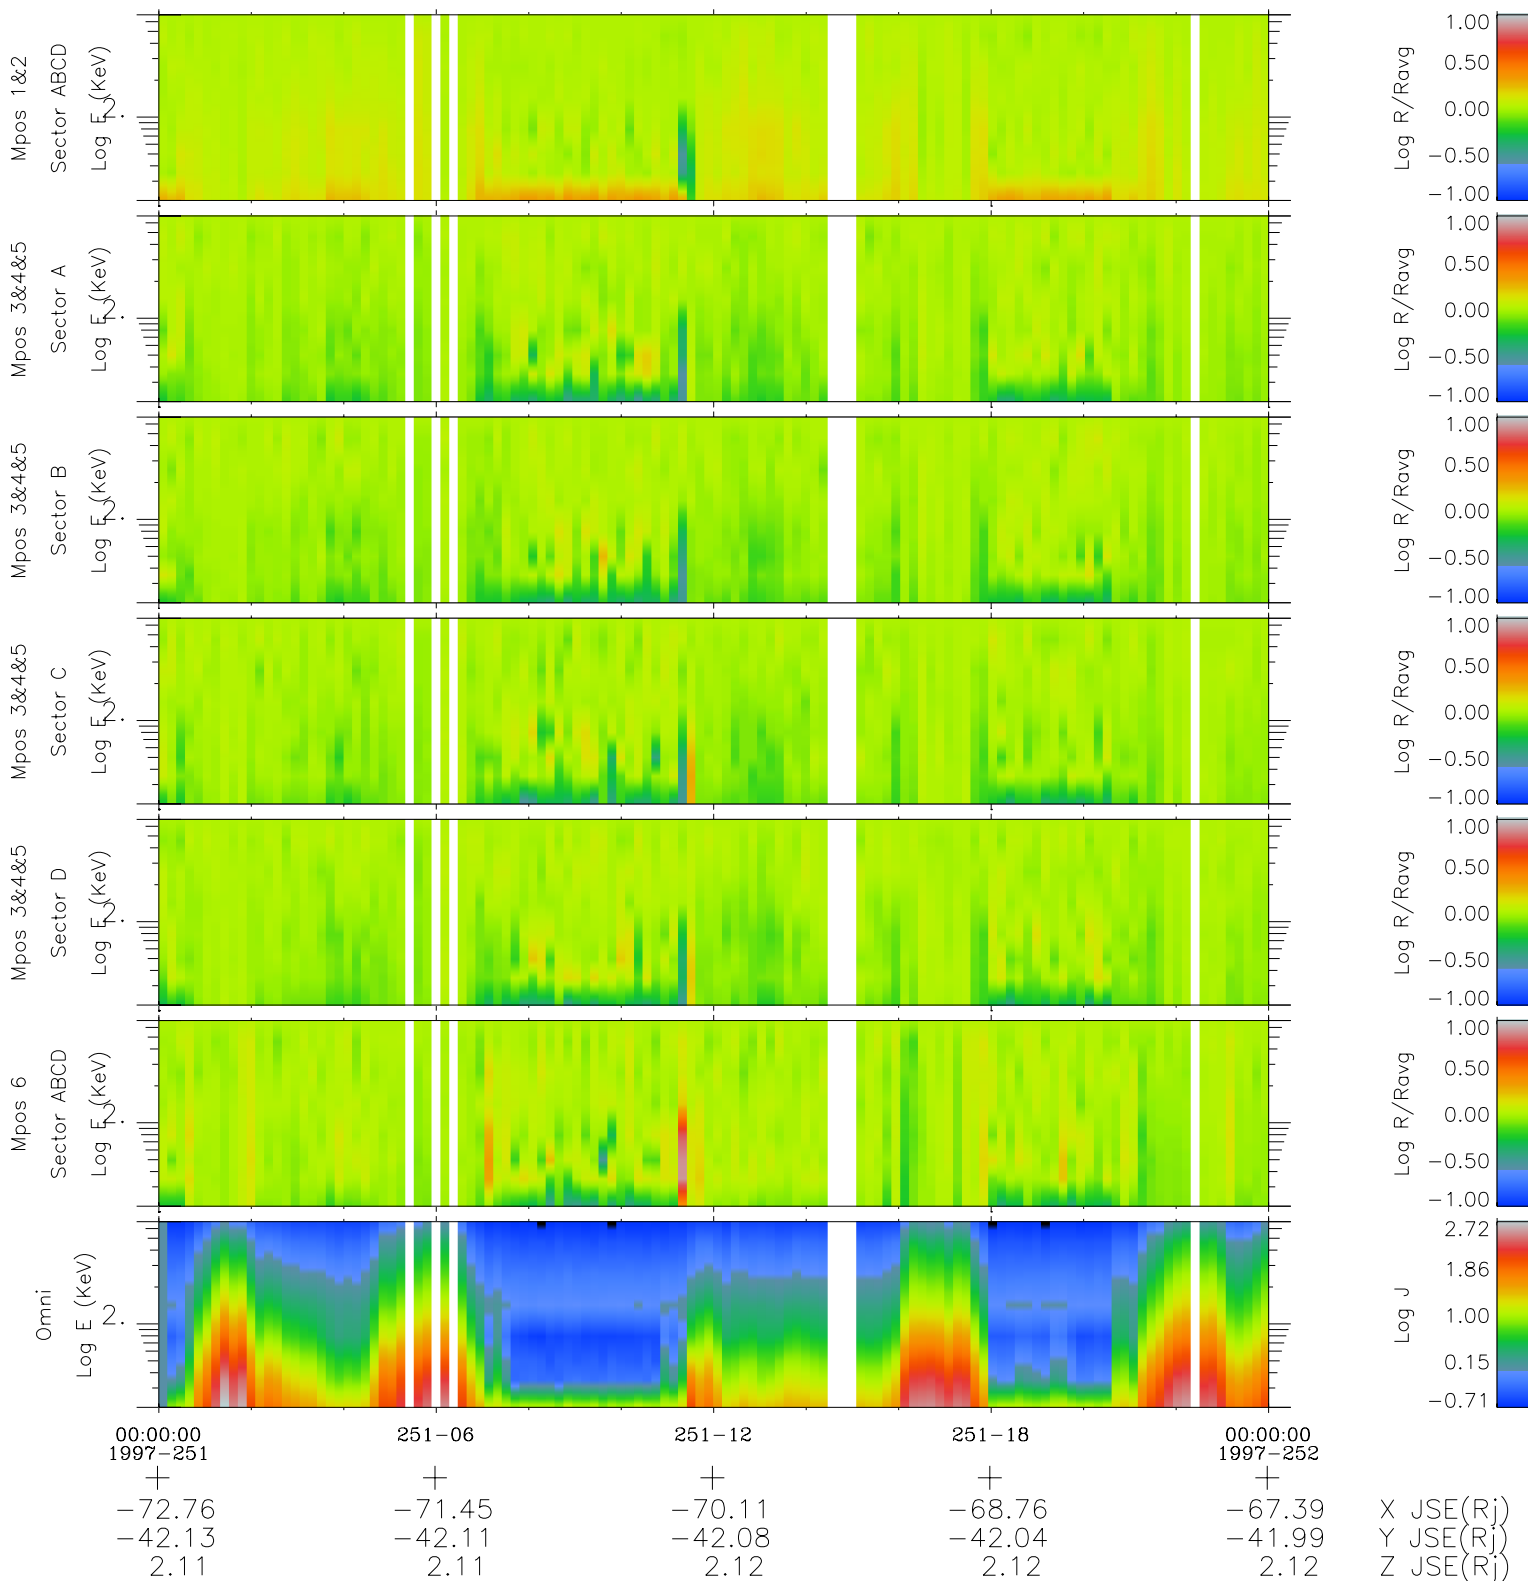 Mpos 1&2
Sector ABCD
Log E (KeV)
2.
Log R/Ravg
1.00
0.50
0.00
−0.50
−1.00
Mpos 3&4&5
Sector A
Log E (KeV)
2.
Log R/Ravg
1.00
0.50
0.00
−0.50
−1.00
Mpos 3&4&5
Sector B
Log E (KeV)
2.
Log R/Ravg
1.00
0.50
0.00
−0.50
−1.00
Mpos 3&4&5
Sector C
Log E (KeV)
2.
Log R/Ravg
1.00
0.50
0.00
−0.50
−1.00
Mpos 3&4&5
Sector D
Log E (KeV)
2.
Log R/Ravg
1.00
0.50
0.00
−0.50
−1.00
Mpos 6
Sector ABCD
Log E (KeV)
2.
Log R/Ravg
1.00
0.50
0.00
−0.50
−1.00
Omni
Log E (KeV)
2.
Log J
2.72
1.86
1.00
0.15
−0.71
00:00:00 251−06 251−12 251−18 00:00:00
1997−251 1997−252
−72.76 −71.45 −70.11 −68.76 −67.39 X JSE(Rj)
−42.13 −42.11 −42.08 −42.04 −41.99 Y JSE(Rj)
2.11 2.11 2.12 2.12 2.12 Z JSE(Rj)